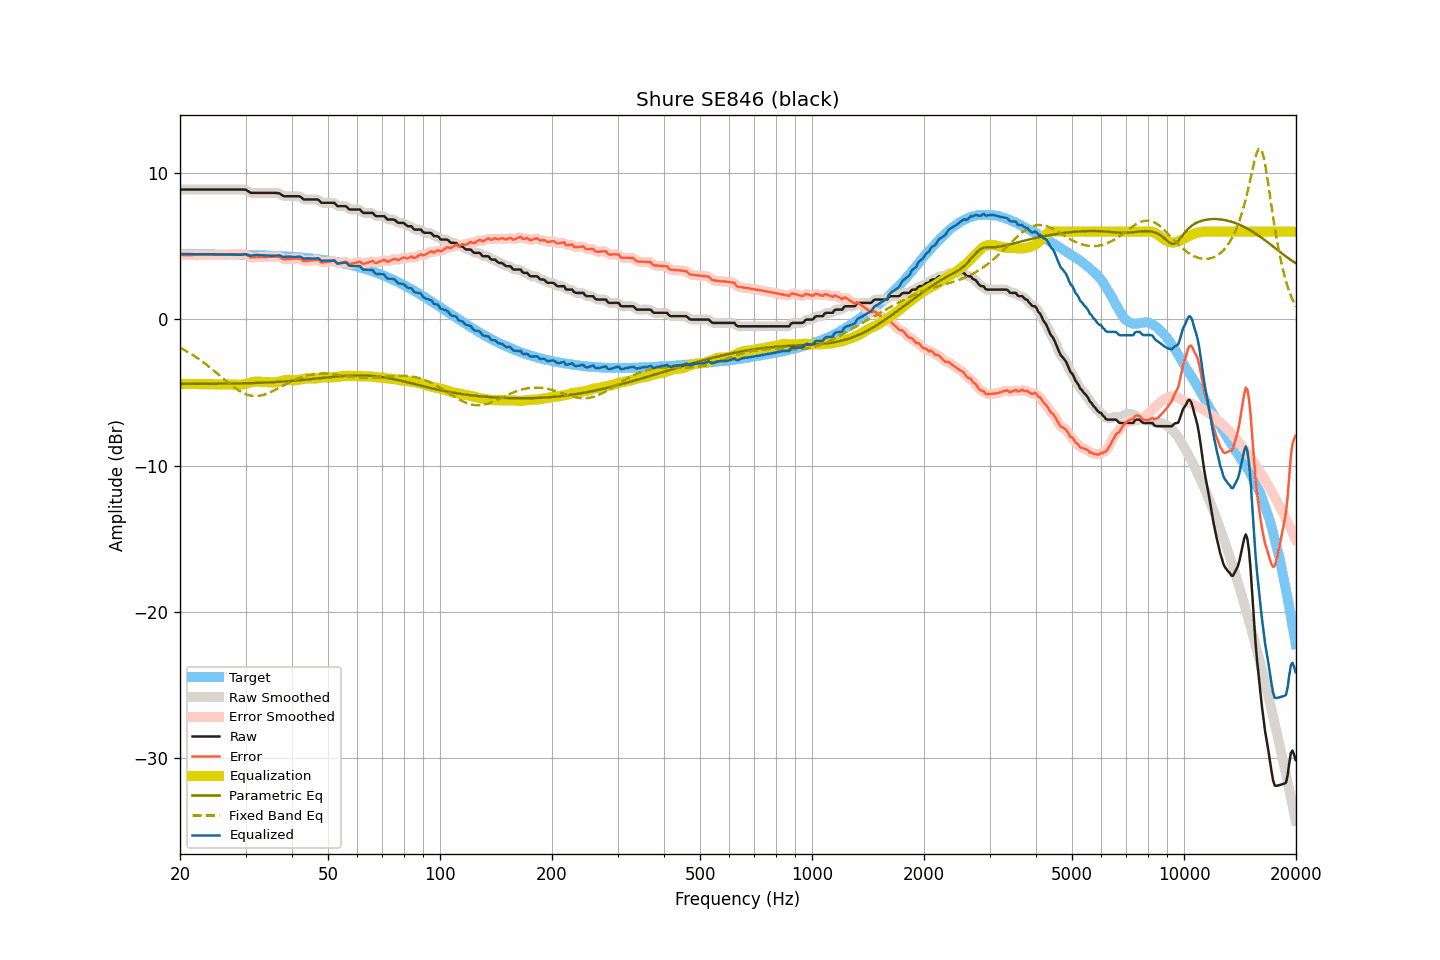 Shure SE846 (black)
10
0
−10
−20
−30
Amplitude (dBr)
Target
Raw Smoothed
Error Smoothed
Raw
Error
Equalization
Parametric Eq
Fixed Band Eq
Equalized
20 50 100 200 500 1000 2000 5000 10000 20000
Frequency (Hz)